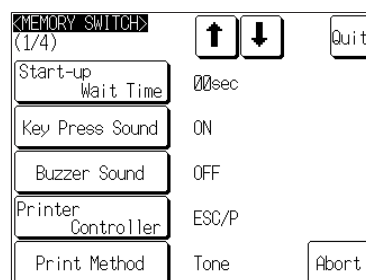 <MEMORY SWITCH>
(1/4)
Quit
Start-up
Wait Time
00sec
Key Press Sound
ON
Buzzer Sound
OFF
Printer
Controller
ESC/P
Print Method
Tone
Abort